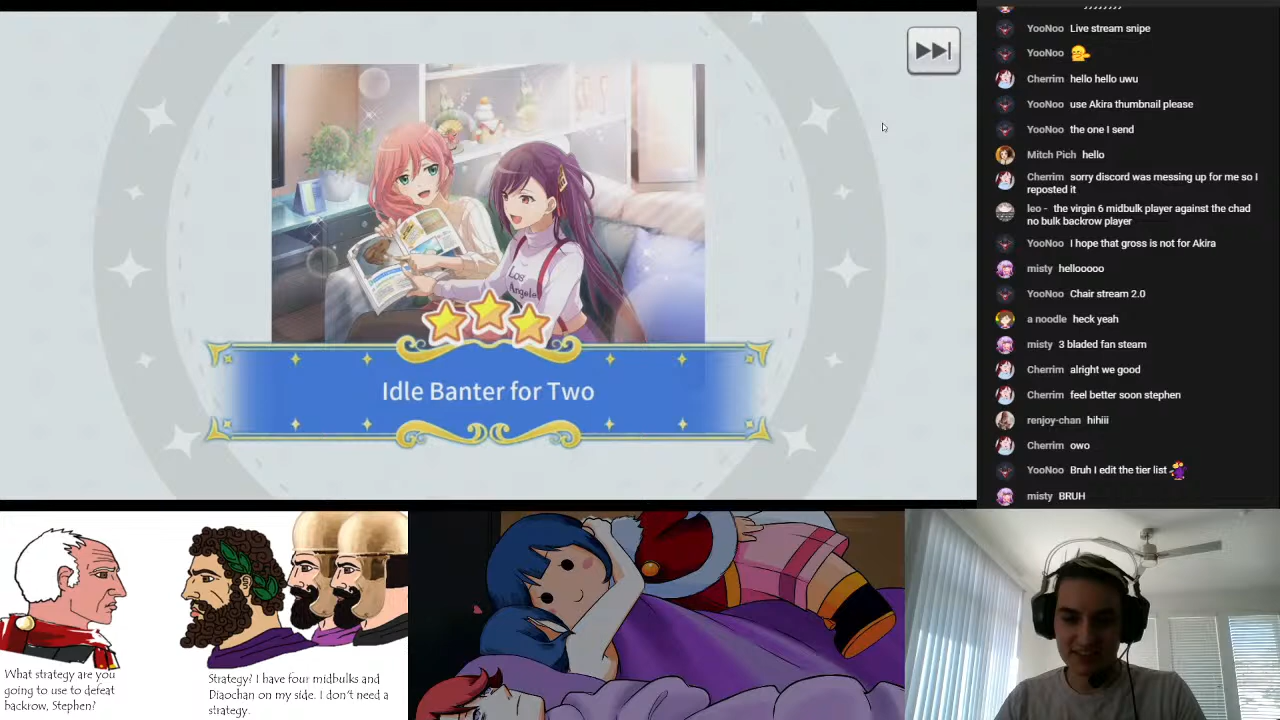 Los
Angeles
Idle Banter for Two
YooNoo Live stream snipe
YooNoo
Cherrim hello hello uwu
YooNoo use Akira thumbnail please
YooNoo the one I send
Mitch Pich hello
Cherrim sorry discord was messing up for me so I
reposted it
leo - the virgin 6 midbulk player against the chad
no bulk backrow player
YooNoo I hope that gross is not for Akira
misty hellooooo
YooNoo Chair stream 2.0
a noodle heck yeah
misty 3 bladed fan steam
Cherrim alright we good
Cherrim feel better soon stephen
renjoy-chan hihiii
Cherrim owo
YooNoo Bruh I edit the tier list
misty BRUH
What strategy are you
going to use to defeat
backrow, Stephen?
Strategy? I have four midbulks and
Diaochan on my side. I don't need a
strategy.